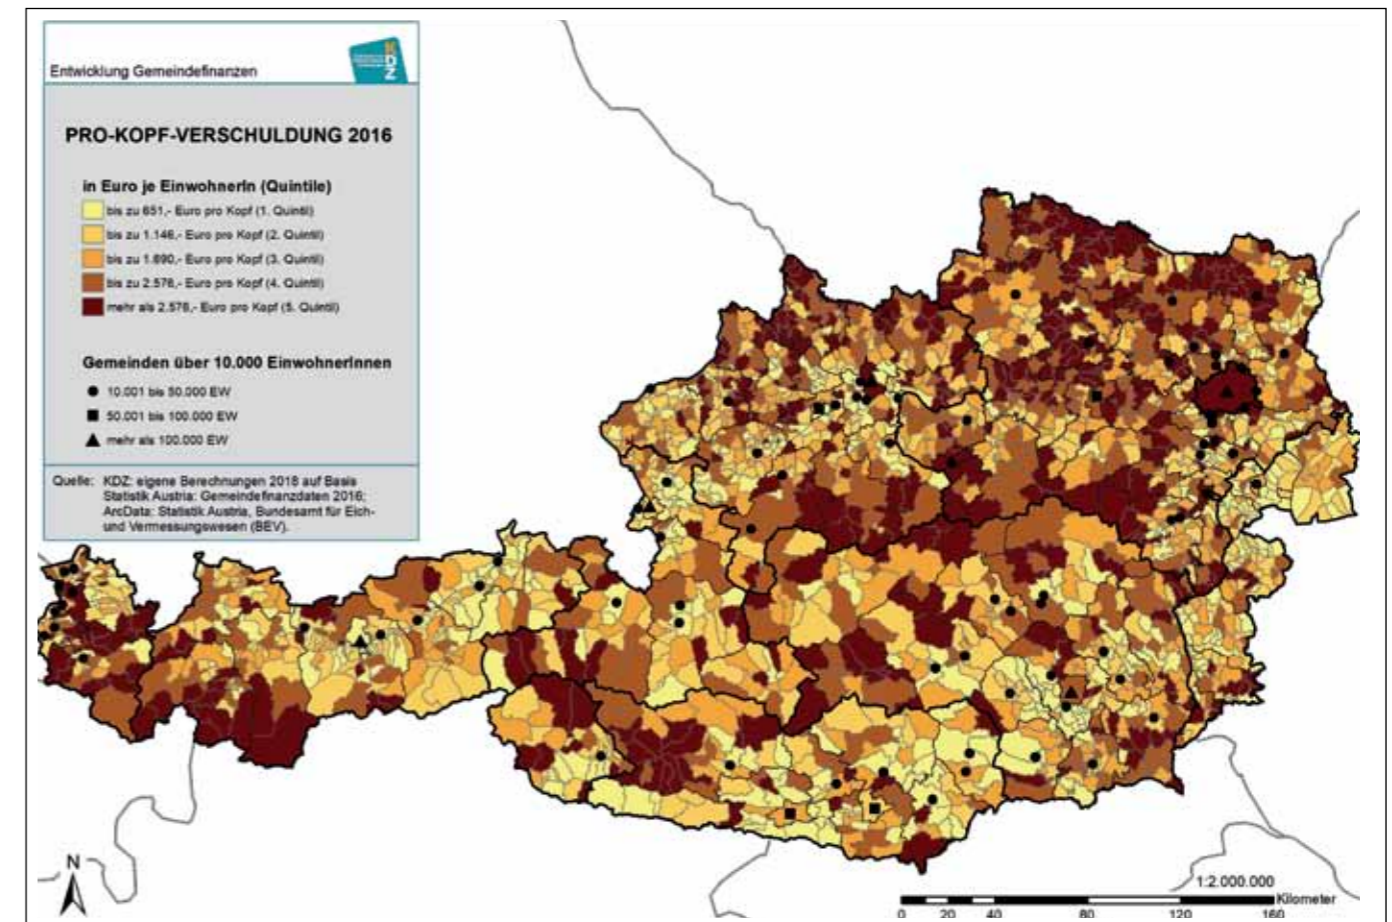 Entwicklung Gemeindefinanzen
KDZ
PRO-KOPF-VERSCHULDUNG 2016
in Euro je EinwohnerIn (Quintile)
bis zu 651,- Euro pro Kopf (1. Quintil)
bis zu 1.146,- Euro pro Kopf (2. Quintil)
bis zu 1.690,- Euro pro Kopf (3. Quintil)
bis zu 2.576,- Euro pro Kopf (4. Quintil)
mehr als 2.576,- Euro pro Kopf (5. Quintil)
Gemeinden über 10.000 EinwohnerInnen
10.001 bis 50.000 EW
50.001 bis 100.000 EW
mehr als 100.000 EW
Quelle: KDZ: eigene Berechnungen 2018 auf Basis
Statistik Austria: Gemeindefinanzdaten 2016;
ArcData: Statistik Austria, Bundesamt für Eich-
und Vermessungswesen (BEV).
N
1:2.000.000
Kilometer
0 20 40 80 120 160